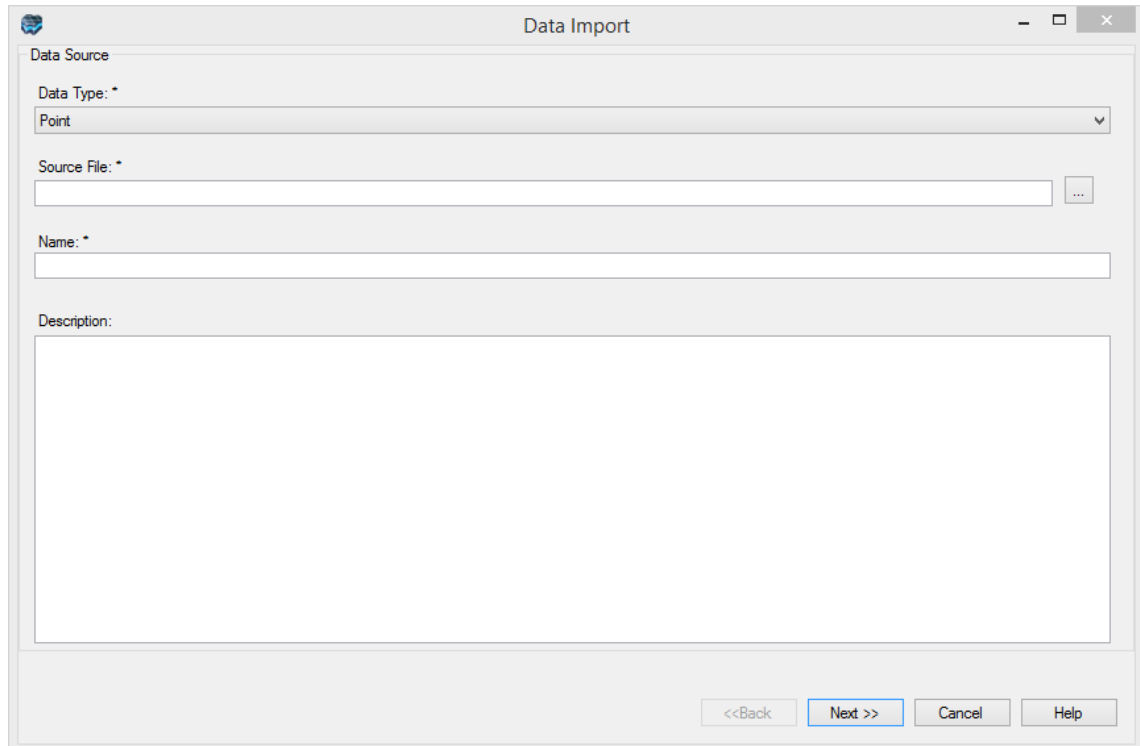 Data Import
Data Source
Data Type: *
Point
Source File: *
...
Name: *
Description:
<<Back Next >> Cancel Help